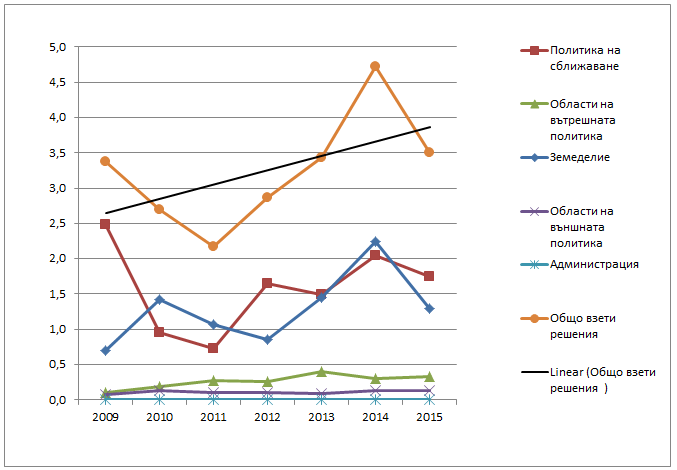 5,0
4,5
4,0
3,5
3,0
2,5
2,0
1,5
1,0
0,5
0,0
2009 2010 2011 2012 2013 2014 2015
Политика на
сближаване
Области на
вътрешната
политика
Земеделие
Области на
външната
политика
Администрация
Общо взети
решения
Linear (Общо взети
решения )